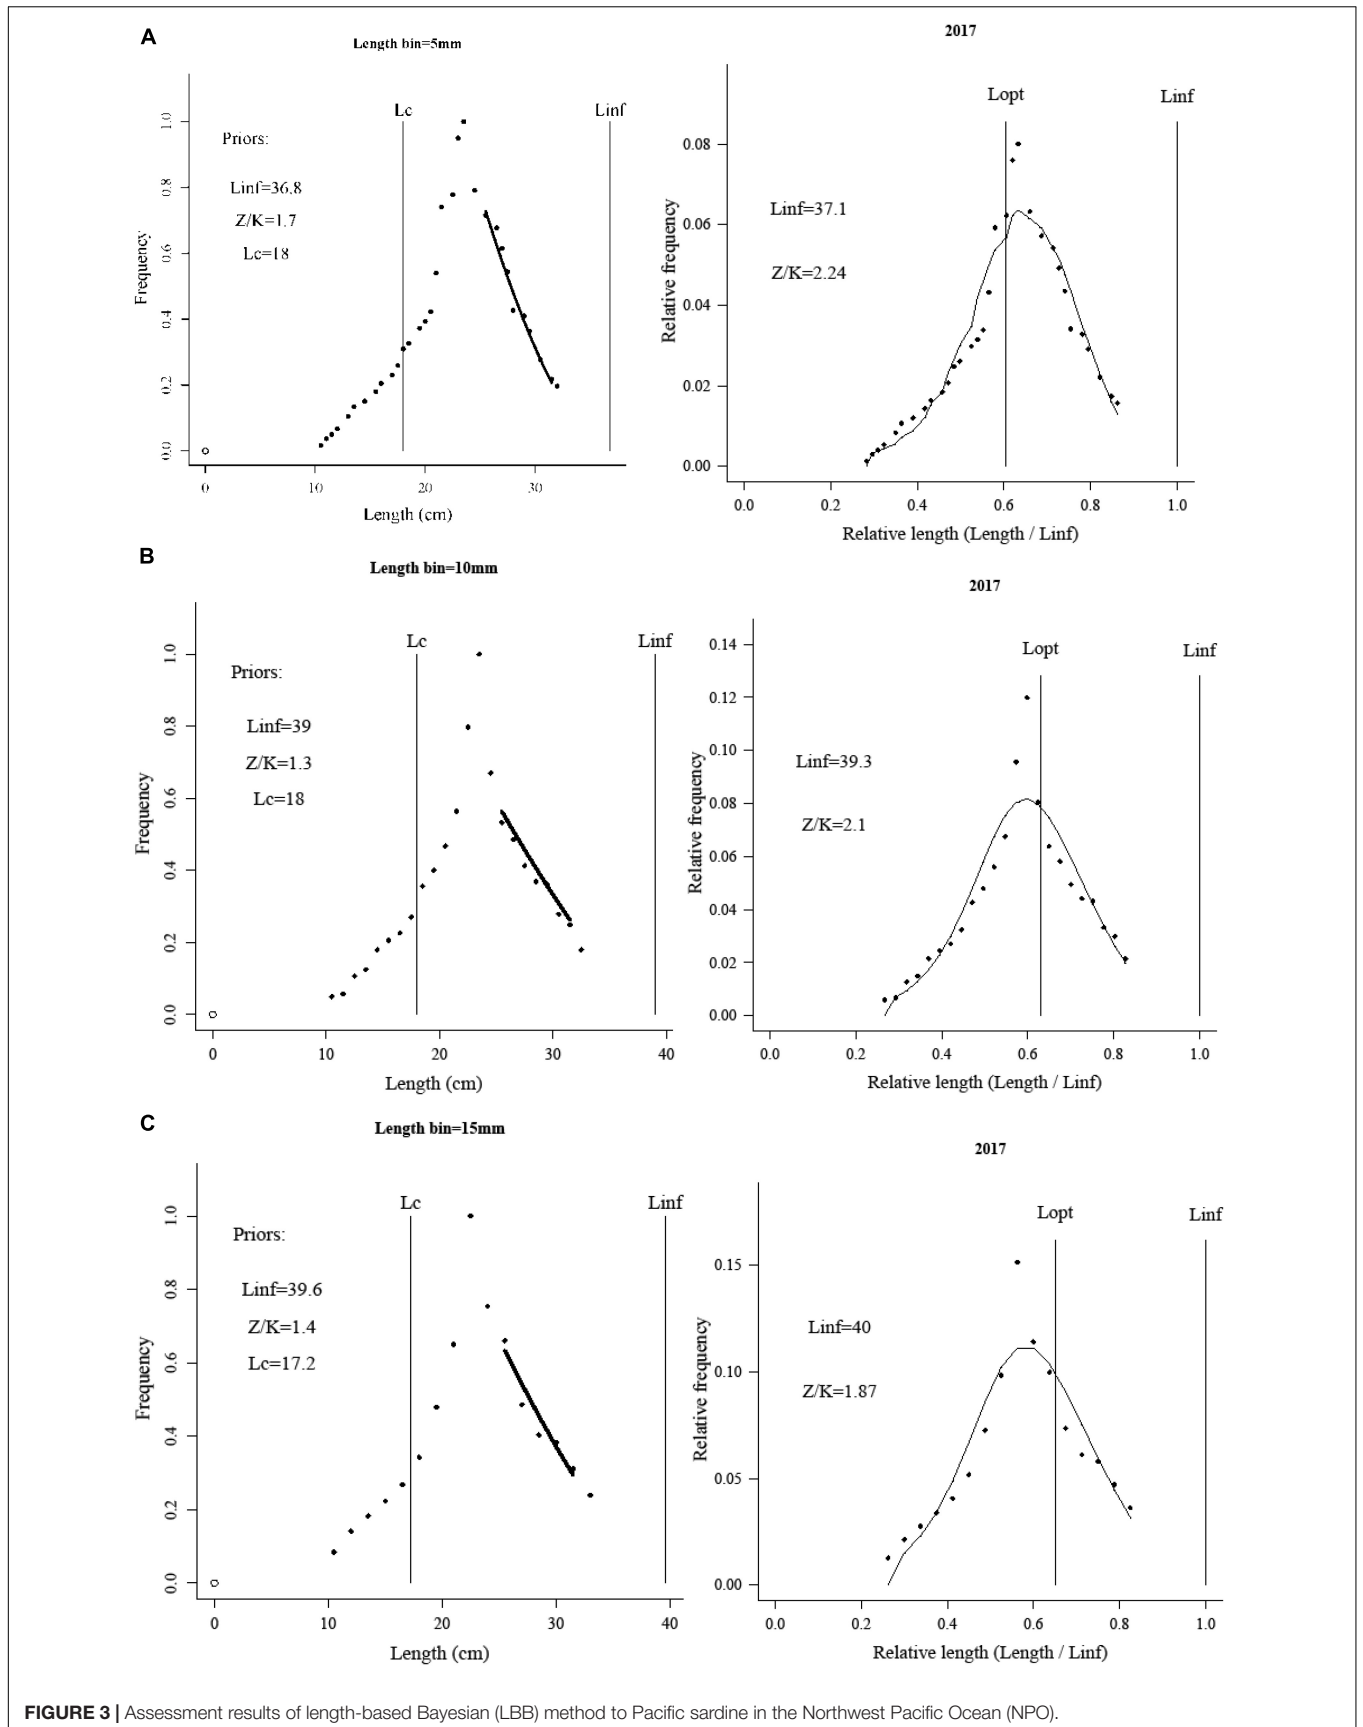 A
Length bin=5mm
2017
Lc
Linf
Priors:
Linf=36.8
Z/K=1.7
Lc=18
Frequency
0.0
0.2
0.4
0.6
0.8
1.0
0
10
20
30
Length (cm)
Lopt
Linf
Linf=37.1
Z/K=2.24
Relative frequency
0.08
0.06
0.04
0.02
0.00
0.0
0.2
0.4
0.6
0.8
1.0
Relative length (Length / Linf)
B
Length bin=10mm
2017
Lc
Linf
Priors:
Linf=39
Z/K=1.3
Lc=18
Frequency
0.0
0.2
0.4
0.6
0.8
1.0
0
10
20
30
40
Length (cm)
Lopt
Linf
Linf=39.3
Z/K=2.1
Relative frequency
0.14
0.12
0.10
0.08
0.06
0.04
0.02
0.00
0.0
0.2
0.4
0.6
0.8
1.0
Relative length (Length / Linf)
C
Length bin=15mm
2017
Lc
Linf
Priors:
Linf=39.6
Z/K=1.4
Lc=17.2
Frequency
0.0
0.2
0.4
0.6
0.8
1.0
0
10
20
30
40
Length (cm)
Lopt
Linf
Linf=40
Z/K=1.87
Relative frequency
0.15
0.10
0.05
0.00
0.0
0.2
0.4
0.6
0.8
1.0
Relative length (Length / Linf)
FIGURE 3 | Assessment results of length-based Bayesian (LBB) method to Pacific sardine in the Northwest Pacific Ocean (NPO).